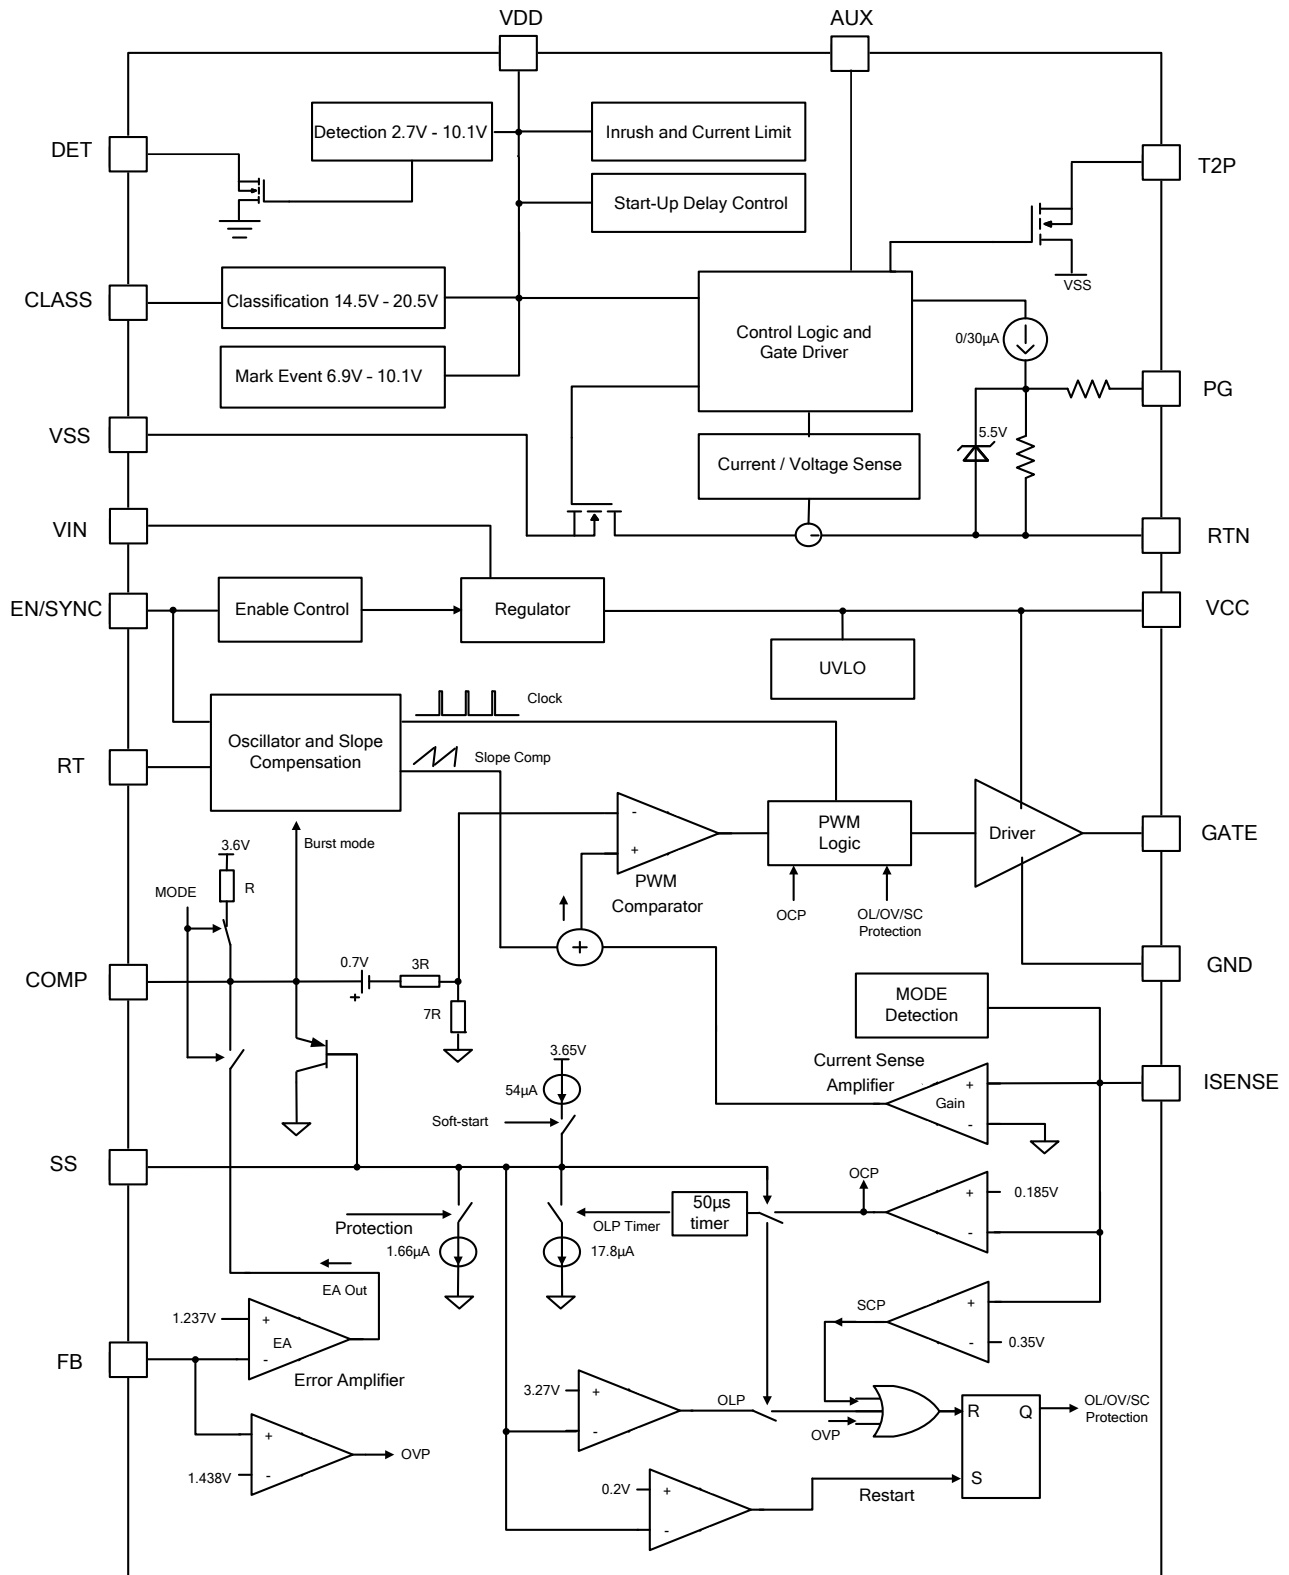 VDD
AUX
DET
Detection 2.7V - 10.1V
Inrush and Current Limit
T2P
Start-Up Delay Control
VSS
CLASS
Classification 14.5V - 20.5V
Control Logic and
Gate Driver
0/30µA
Mark Event 6.9V - 10.1V
PG
VSS
5.5V
Current / Voltage Sense
VIN
RTN
EN/SYNC
Enable Control
Regulator
VCC
UVLO
Clock
Oscillator and Slope
Compensation
Slope Comp
RT
-
+
PWM
Comparator
PWM
Logic
Driver
GATE
Burst mode
3.6V
R
MODE
OCP
OL/OV/SC
Protection
+
COMP
0.7V
+
3R
7R
GND
MODE
Detection
3.65V
54µA
Current Sense
Amplifier
+
Gain
-
ISENSE
Soft-start
SS
OCP
+
0.185V
-
50µs
timer
OLP Timer
Protection
1.66µA
17.8µA
EA Out
SCP
+
-
0.35V
1.237V
+
EA
-
FB
Error Amplifier
3.27V
+
-
OLP
OVP
R
Q
S
OL/OV/SC
Protection
+
1.438V
-
OVP
0.2V
+
-
Restart